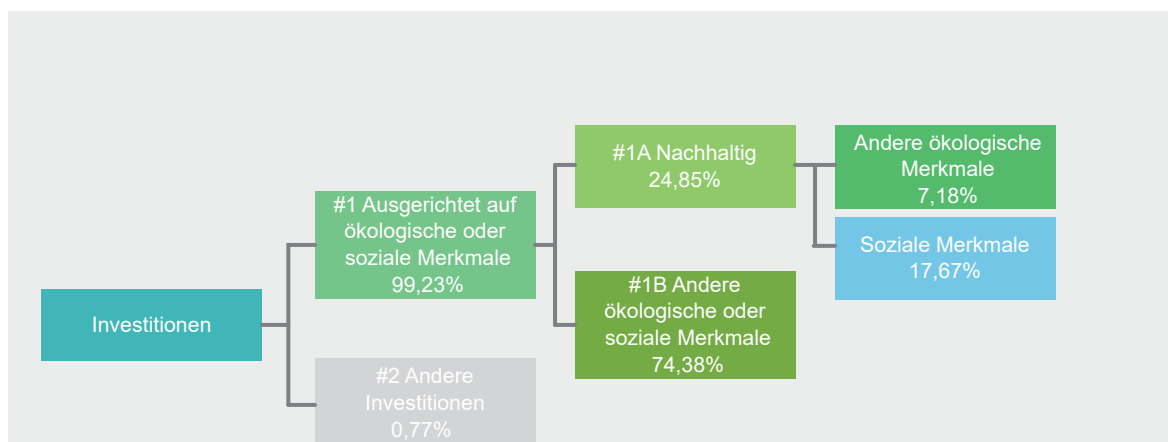 Investitionen
#1 Ausgerichtet auf
ökologische oder
soziale Merkmale
99,23%
#2 Andere
Investitionen
0,77%
#1A Nachhaltig
24,85%
#1B Andere
ökologische oder
soziale Merkmale
74,38%
Andere ökologische
Merkmale
7,18%
Soziale Merkmale
17,67%